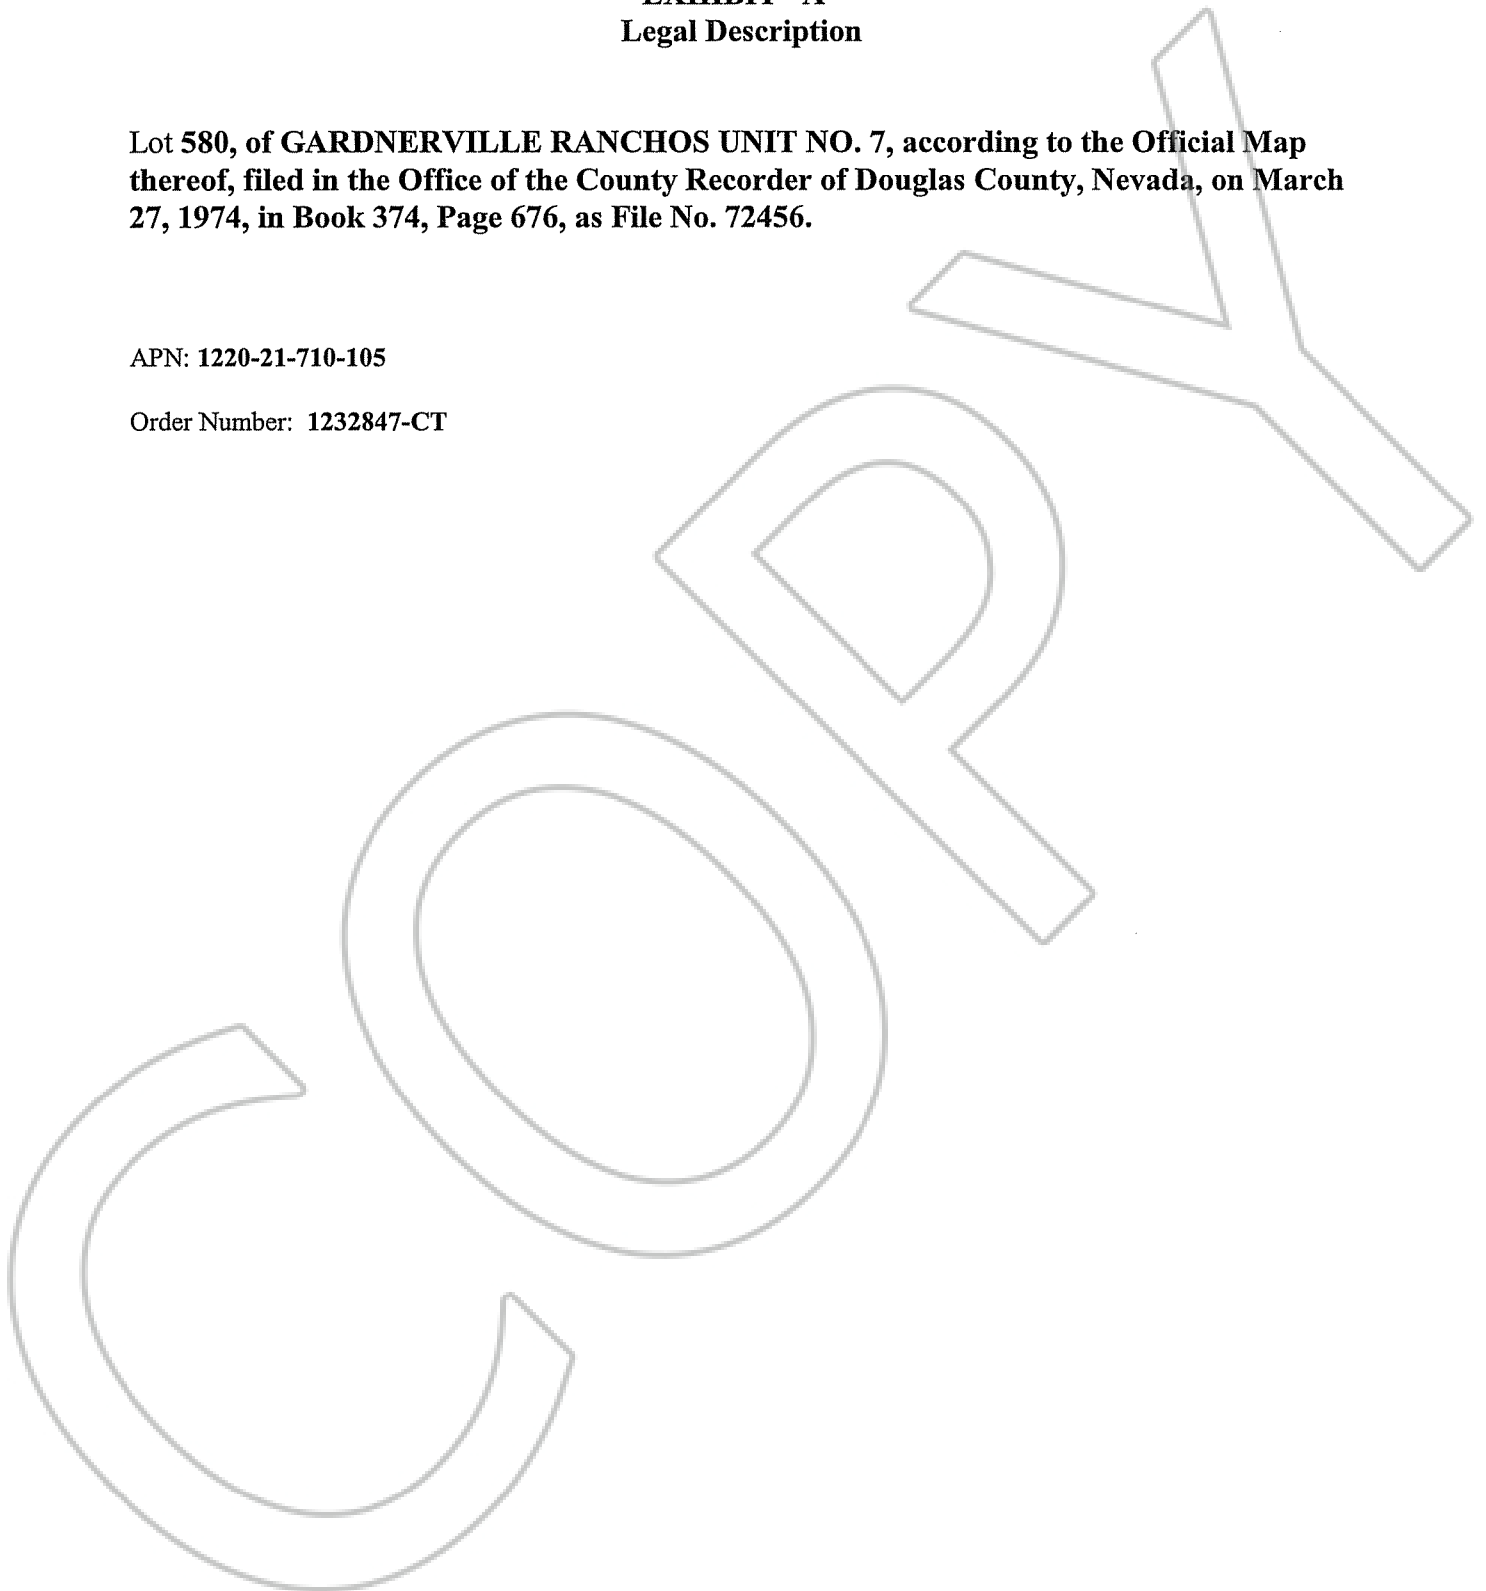 EXHIBIT "A"
Legal Description
Lot 580, of GARDNERVILLE RANCHOS UNIT NO. 7, according to the Official Map
thereof, filed in the Office of the County Recorder of Douglas County, Nevada, on March
27, 1974, in Book 374, Page 676, as File No. 72456.
APN: 1220-21-710-105
Order Number: 1232847-CT
COPY